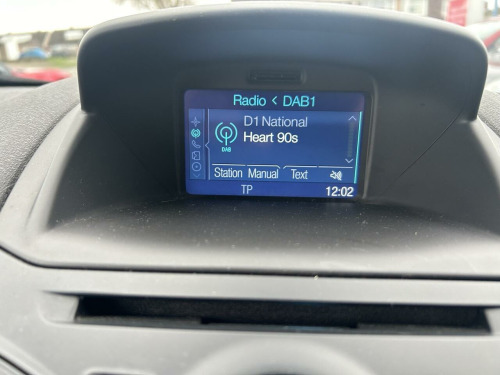 Radio < DAB1
D1 National
Heart 90s
DAB
Station Manual Text
TP 12:02